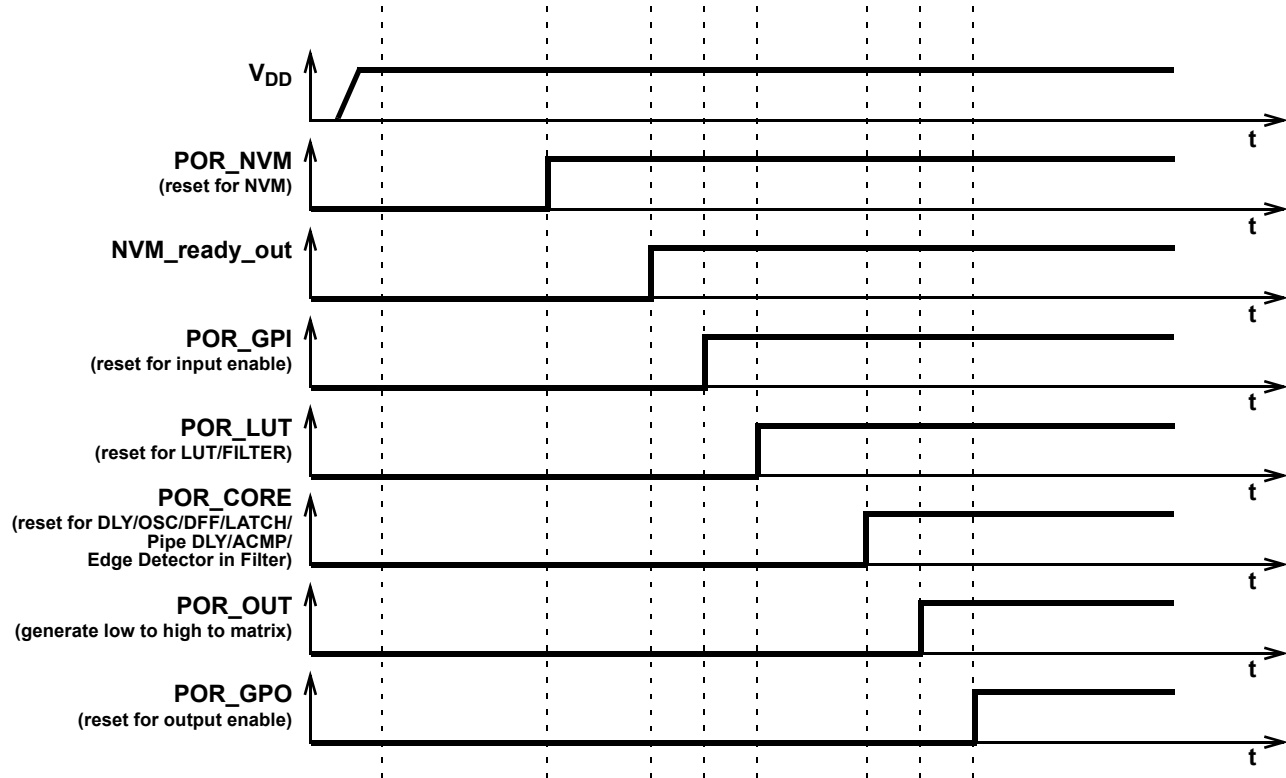 VDD
t
POR_NVM
(reset for NVM)
t
NVM_ready_out
t
POR_GPI
(reset for input enable)
t
POR_LUT
(reset for LUT/FILTER)
t
POR_CORE
(reset for DLY/OSC/DFF/LATCH/
Pipe DLY/ACMP/
Edge Detector in Filter)
t
POR_OUT
(generate low to high to matrix)
t
POR_GPO
(reset for output enable)
t